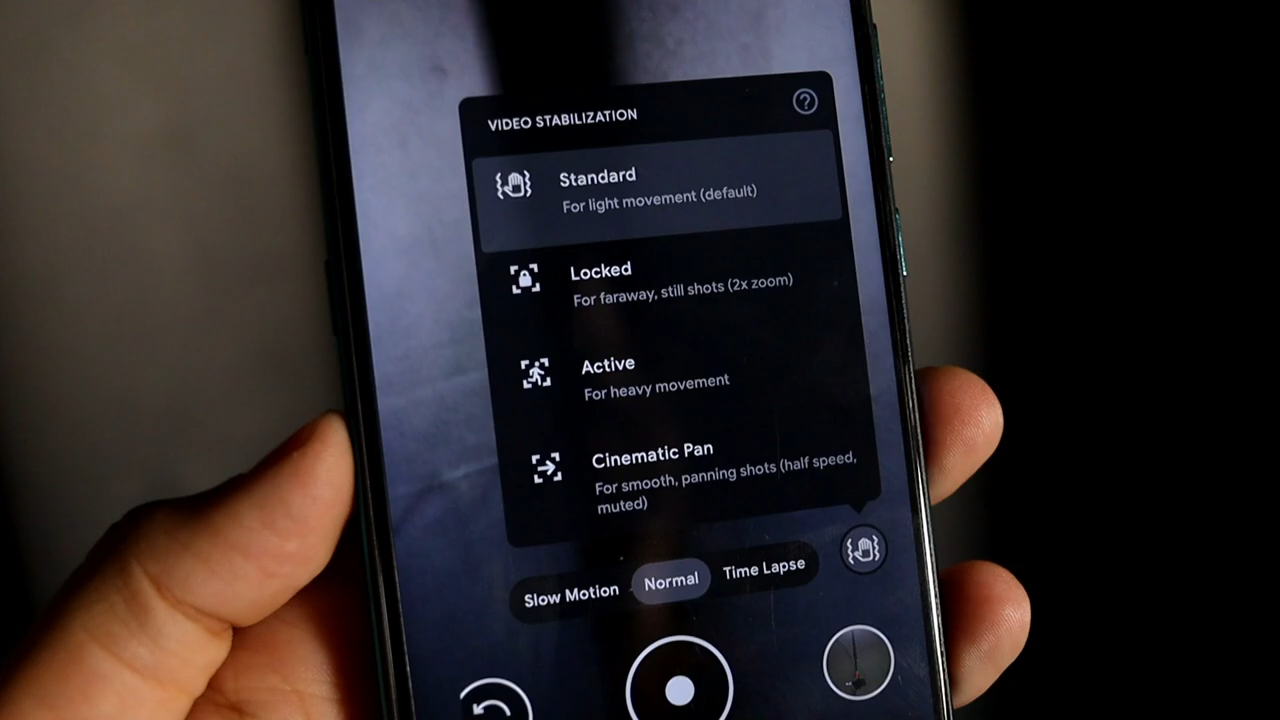 VIDEO STABILIZATION
Standard
For light movement (default)
Locked
For faraway, still shots (2x zoom)
Active
For heavy movement
Cinematic Pan
For smooth, panning shots (half speed,
muted)
Slow Motion Normal Time Lapse